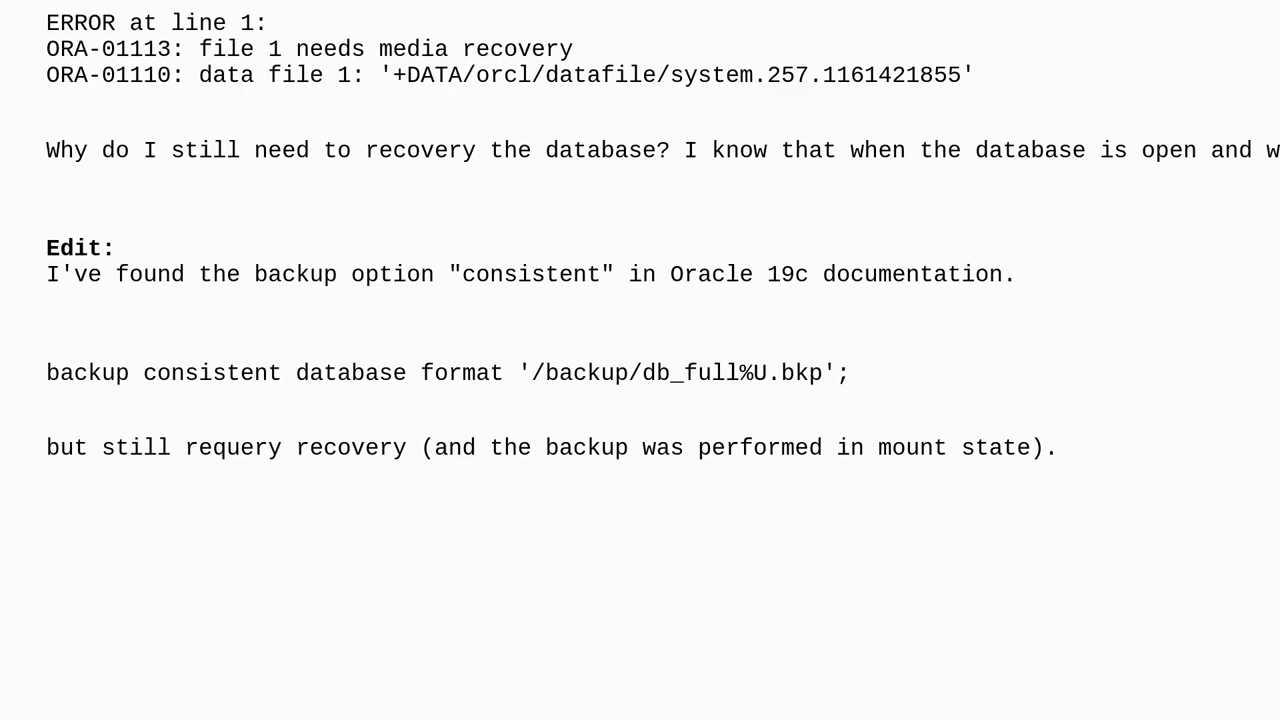 ERROR at line 1:
ORA-01113: file 1 needs media recovery
ORA-01110: data file 1: '+DATA/orcl/datafile/system.257.1161421855'
Why do I still need to recovery the database? I know that when the database is open and
Edit:
I've found the backup option "consistent" in Oracle 19c documentation.
backup consistent database format '/backup/db_full%U.bkp';
but still requery recovery (and the backup was performed in mount state).